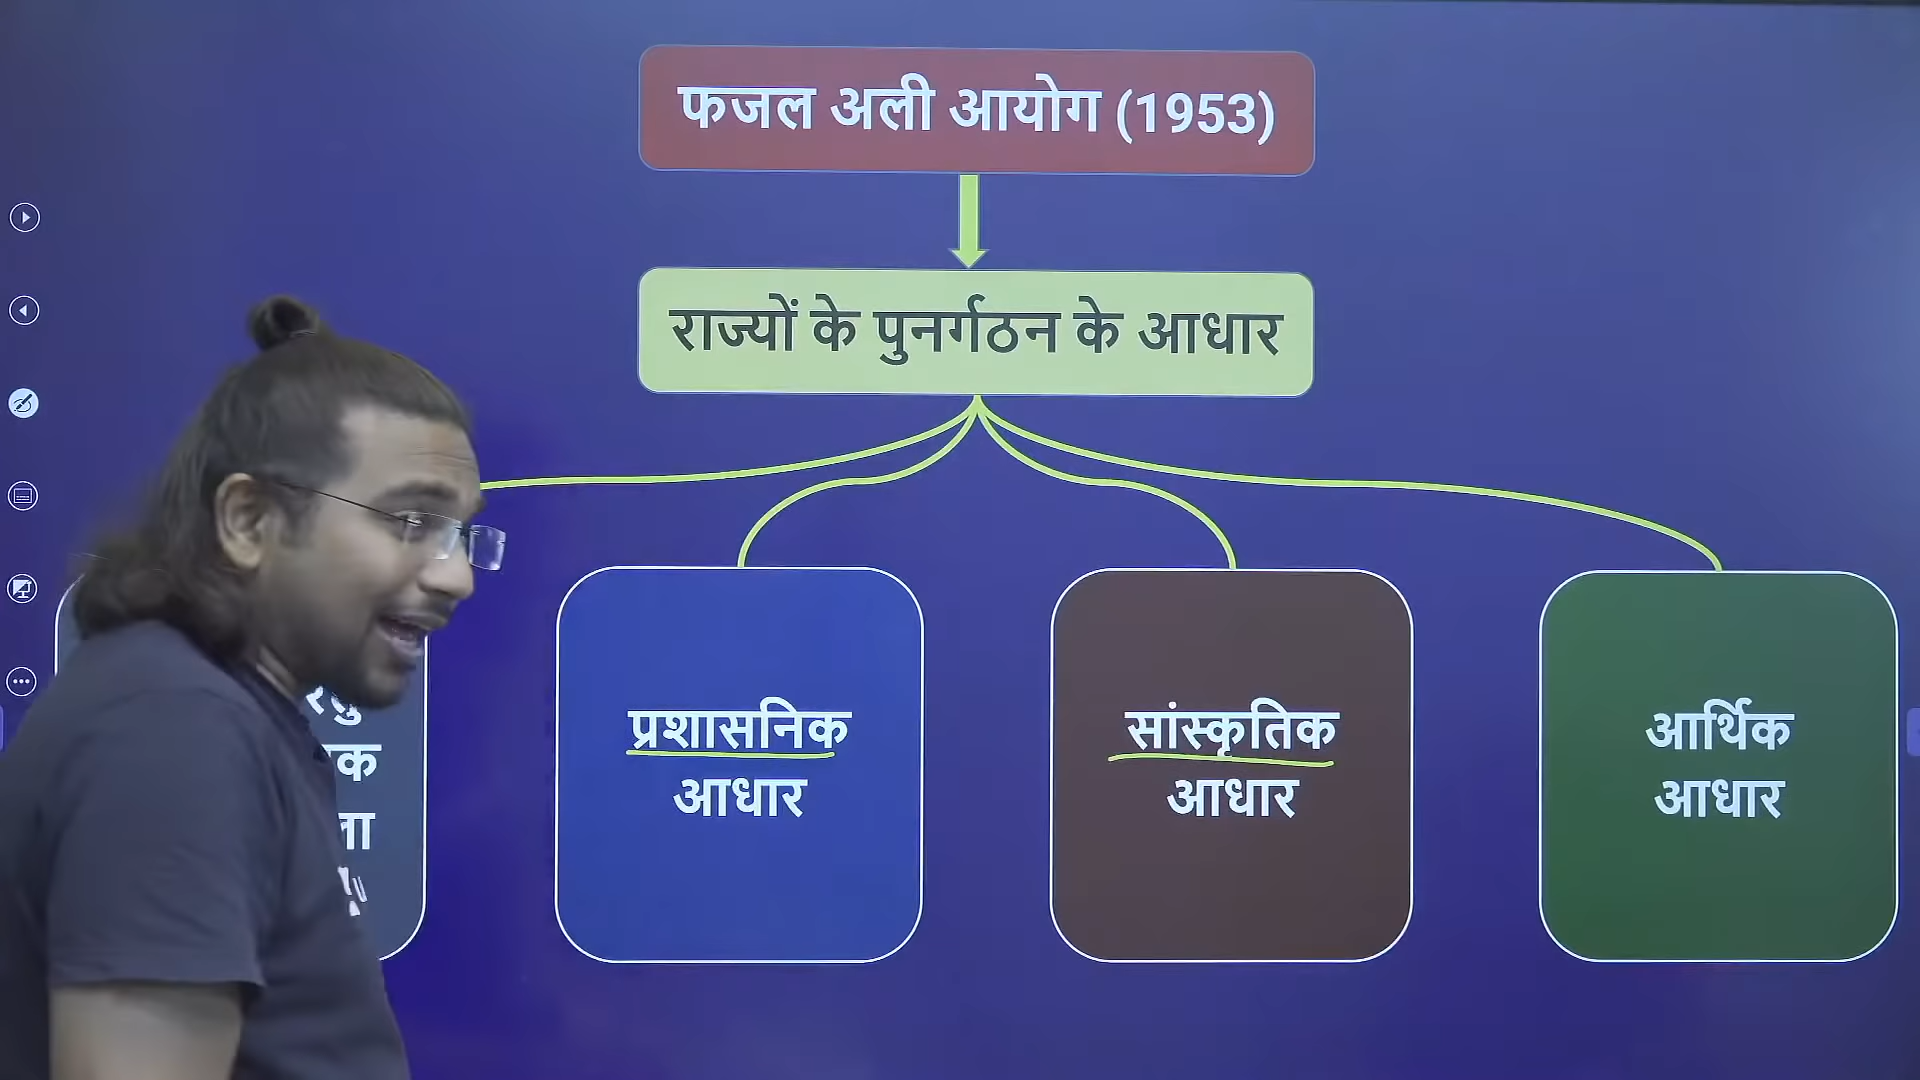 फजल अली आयोग (1953)
राज्यों के पुनर्गठन के आधार
प्रशासनिक
आधार
सांस्कृतिक
आधार
आर्थिक
आधार